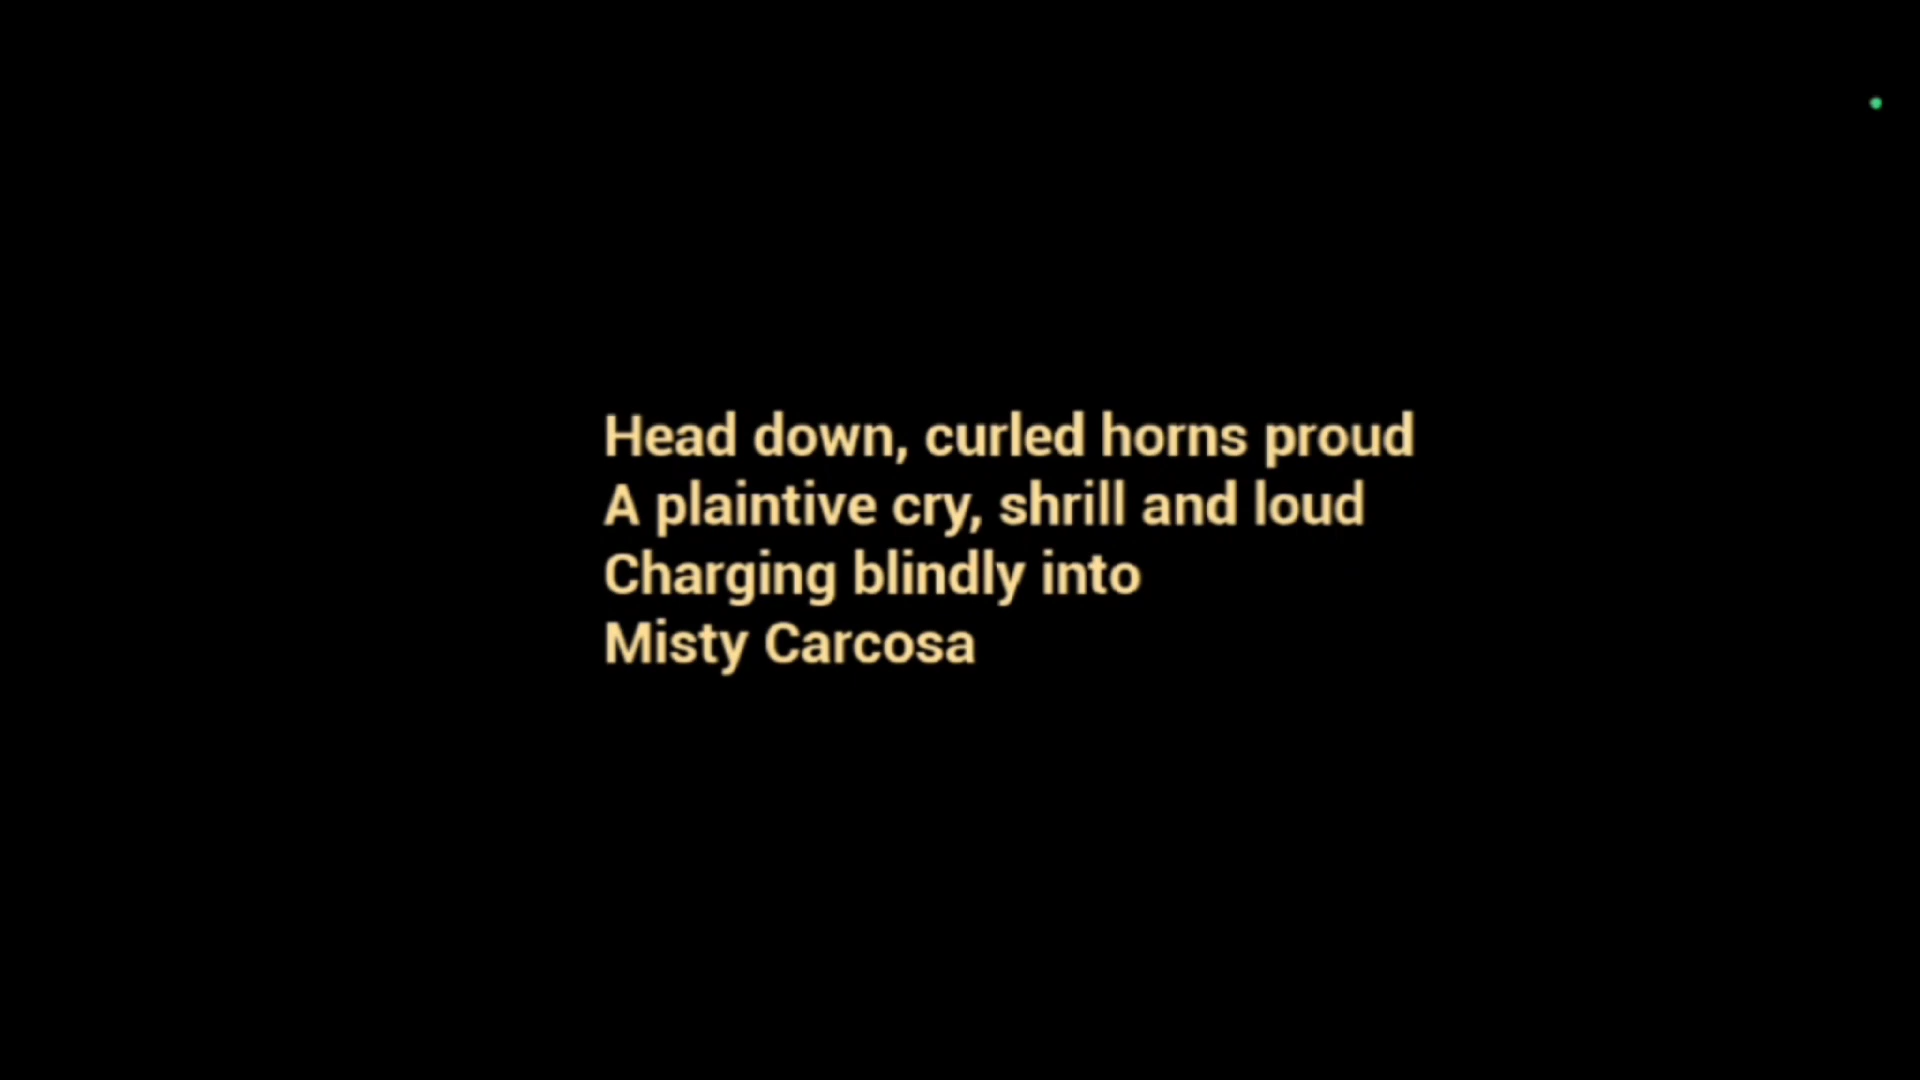 Head down, curled horns proud
A plaintive cry, shrill and loud
Charging blindly into
Misty Carcosa